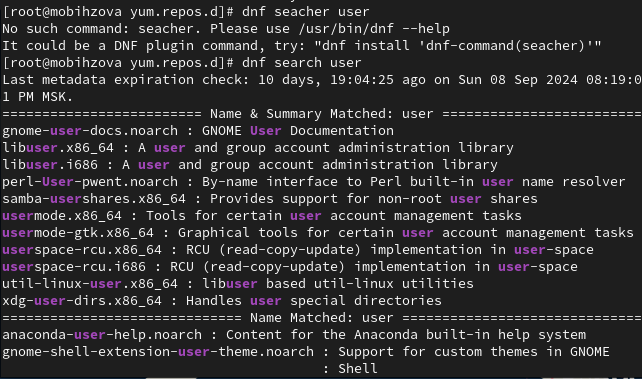 [root@mobihzova yum.repos.d]# dnf seacher user
No such command: seacher. Please use /usr/bin/dnf --help
It could be a DNF plugin command, try: "dnf install 'dnf-command(seacher)'"
[root@mobihzova yum.repos.d]# dnf search user
Last metadata expiration check: 10 days, 19:04:25 ago on Sun 08 Sep 2024 08:19:0
1 PM MSK.
======================== Name & Summary Matched: user ========================
gnome-user-docs.noarch : GNOME User Documentation
libuser.x86_64 : A user and group account administration library
libuser.i686 : A user and group account administration library
perl-User-pwent.noarch : By-name interface to Perl built-in user name resolver
samba-usershares.x86_64 : Provides support for non-root user shares
usermode.x86_64 : Tools for certain user account management tasks
usermode-gtk.x86_64 : Graphical tools for certain user account management tasks
userspace-rcu.x86_64 : RCU (read-copy-update) implementation in user-space
userspace-rcu.i686 : RCU (read-copy-update) implementation in user-space
util-linux-user.x86_64 : libuser based util-linux utilities
xdg-user-dirs.x86_64 : Handles user special directories
============================= Name Matched: user =============================
anaconda-user-help.noarch : Content for the Anaconda built-in help system
gnome-shell-extension-user-theme.noarch : Support for custom themes in GNOME
: Shell